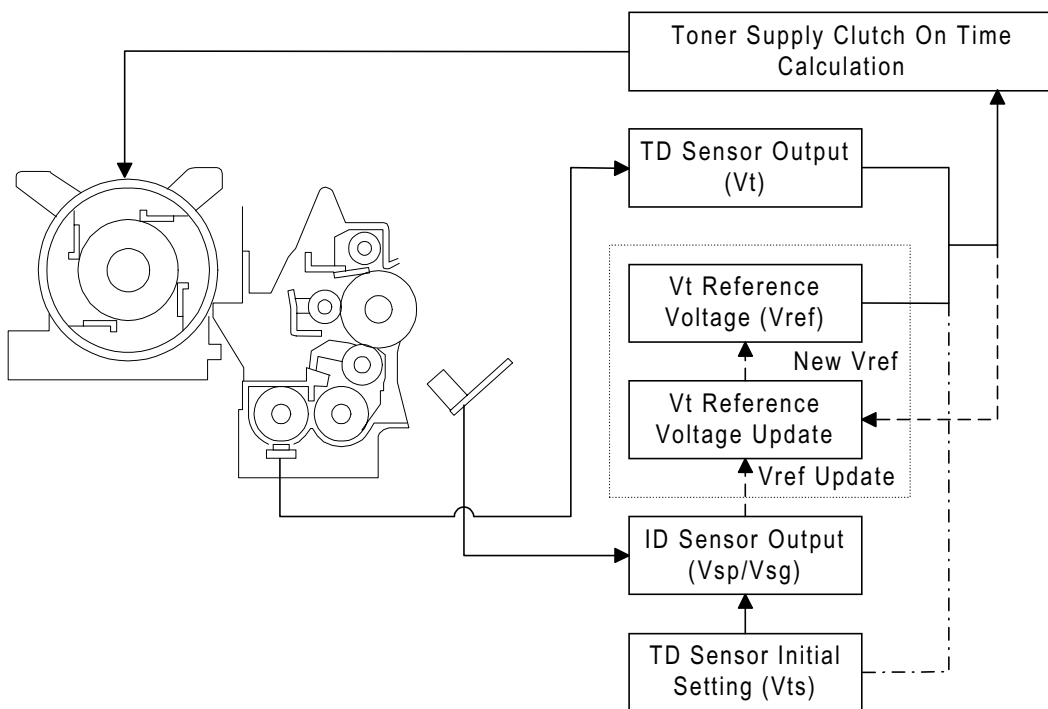 Toner Supply Clutch On Time
Calculation
TD Sensor Output
(Vt)
Vt Reference
Voltage (Vref)
New Vref
Vt Reference
Voltage Update
Vref Update
ID Sensor Output
(Vsp/Vsg)
TD Sensor Initial
Setting (Vts)